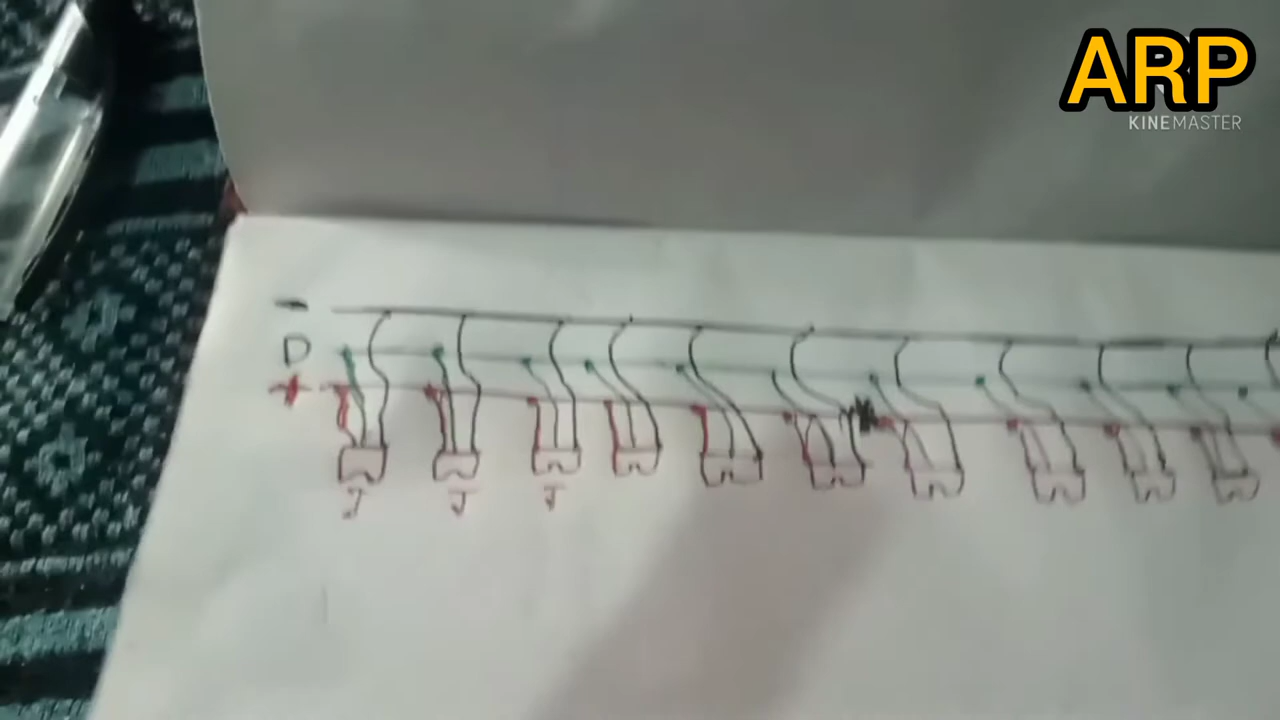 ARP
KINEMASTER
-
D
+
J J J